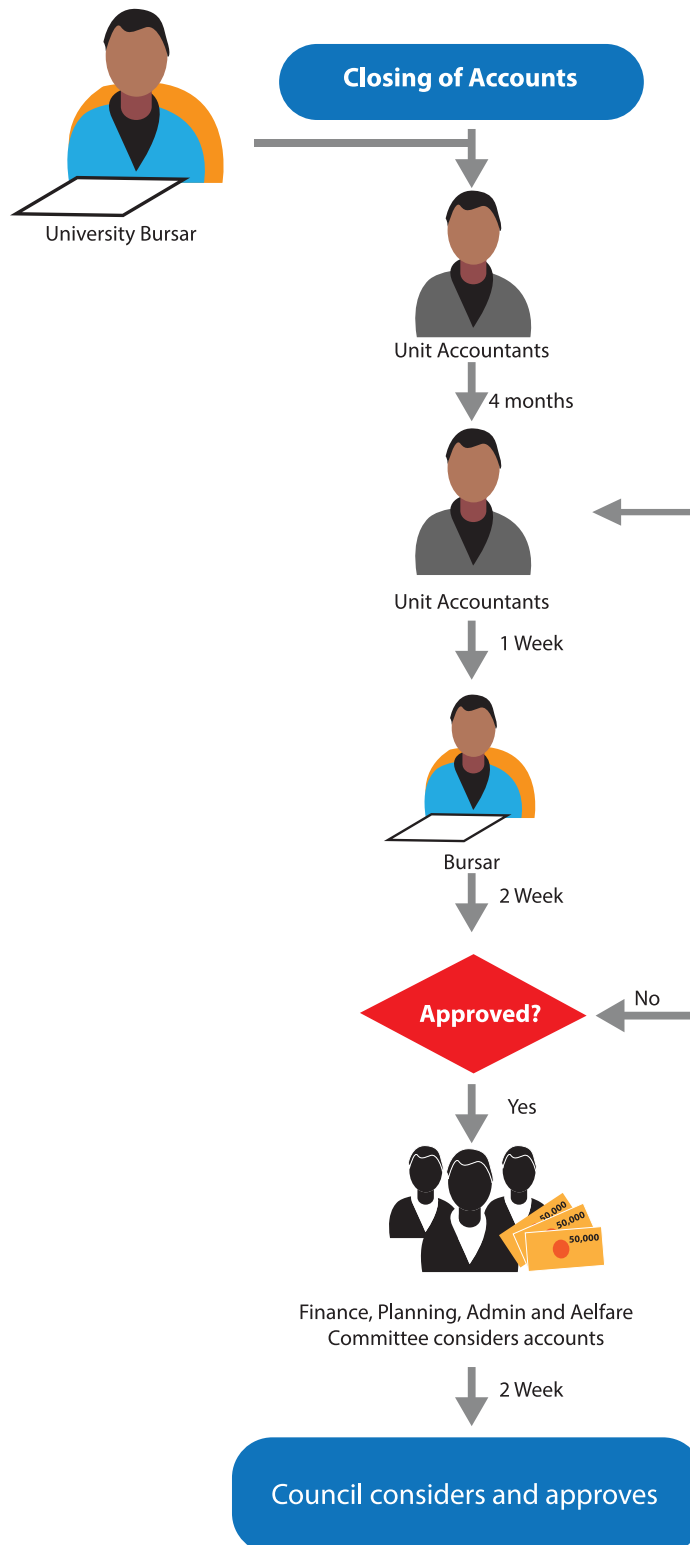 Closing of Accounts
University Bursar
Unit Accountants
4 months
Unit Accountants
1 Week
Bursar
2 Week
Approved?
No
Yes
50,000
50,000
50,000
Finance, Planning, Admin and Aelfare
Committee considers accounts
2 Week
Council considers and approves